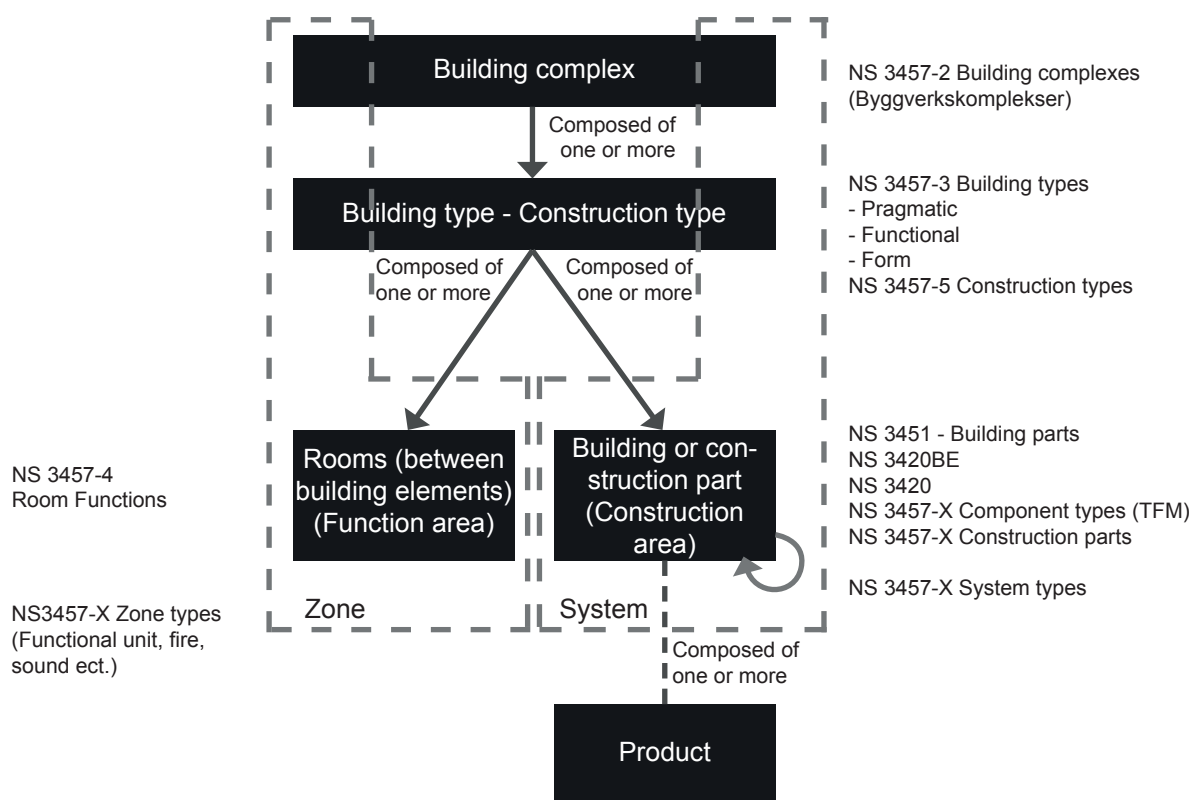 Building complex
NS 3457-2 Building complexes
(Byggverkskomplekser)
Composed of
one or more
Building type - Construction type
NS 3457-3 Building types
- Pragmatic
- Functional
- Form
NS 3457-5 Construction types
Composed of
one or more
Composed of
one or more
NS 3457-4
Room Functions
Rooms (between
building elements)
(Function area)
Building or con-
struction part
(Construction
area)
NS 3451 - Building parts
NS 3420BE
NS 3420
NS 3457-X Component types (TFM)
NS 3457-X Construction parts
NS 3457-X System types
NS3457-X Zone types
(Functional unit, fire,
sound ect.)
Zone
System
Composed of
one or more
Product